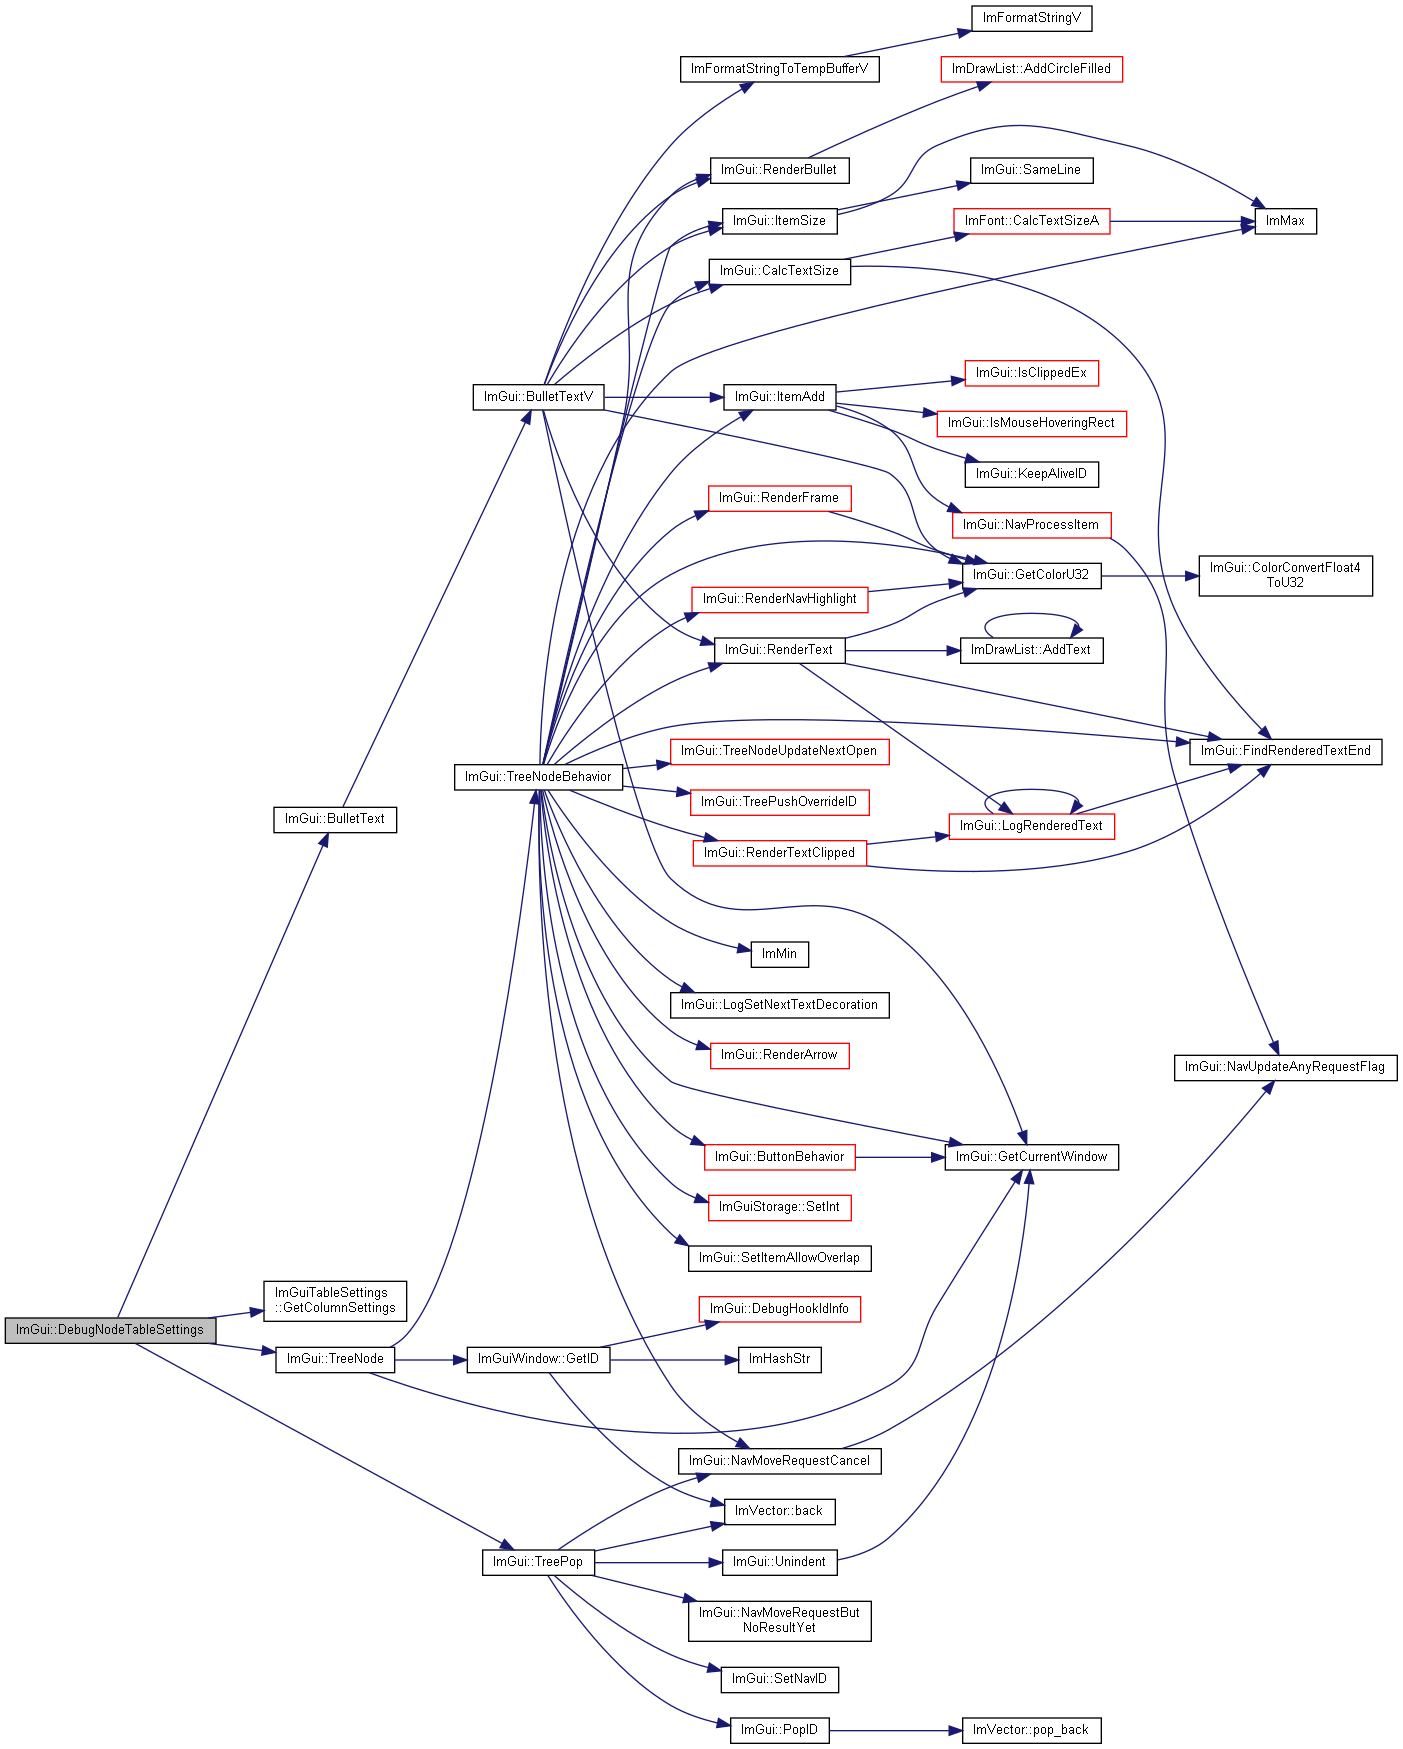 ImFormatStringV
ImFormatStringToTempBufferV
ImDrawList::AddCircleFilled
ImGui::RenderBullet
ImGui::SameLine
ImGui::ItemSize
ImFont::CalcTextSizeA
ImMax
ImGui::CalcTextSize
ImGui::IsClippedEx
ImGui::BulletTextV
ImGui::ItemAdd
ImGui::IsMouseHoveringRect
ImGui::KeepAliveID
ImGui::RenderFrame
ImGui::NavProcessItem
ImGui::GetColorU32
ImGui::ColorConvertFloat4
ToU32
ImGui::RenderNavHighlight
ImGui::RenderText
ImDrawList::AddText
ImGui::TreeNodeUpdateNextOpen
ImGui::FindRenderedTextEnd
ImGui::TreeNodeBehavior
ImGui::TreePushOverrideID
ImGui::BulletText
ImGui::LogRenderedText
ImGui::RenderTextClipped
ImMin
ImGui::LogSetNextTextDecoration
ImGui::RenderArrow
ImGui::NavUpdateAnyRequestFlag
ImGui::ButtonBehavior
ImGui::GetCurrentWindow
ImGuiStorage::SetInt
ImGui::SetItemAllowOverlap
ImGuiTableSettings
::GetColumnSettings
ImGui::DebugHookIdInfo
ImGui::DebugNodeTableSettings
ImGui::TreeNode
ImGuiWindow::GetID
ImHashStr
ImGui::NavMoveRequestCancel
ImVector::back
ImGui::TreePop
ImGui::Unindent
ImGui::NavMoveRequestBut
NoResultYet
ImGui::SetNavID
ImGui::PopID
ImVector::pop_back